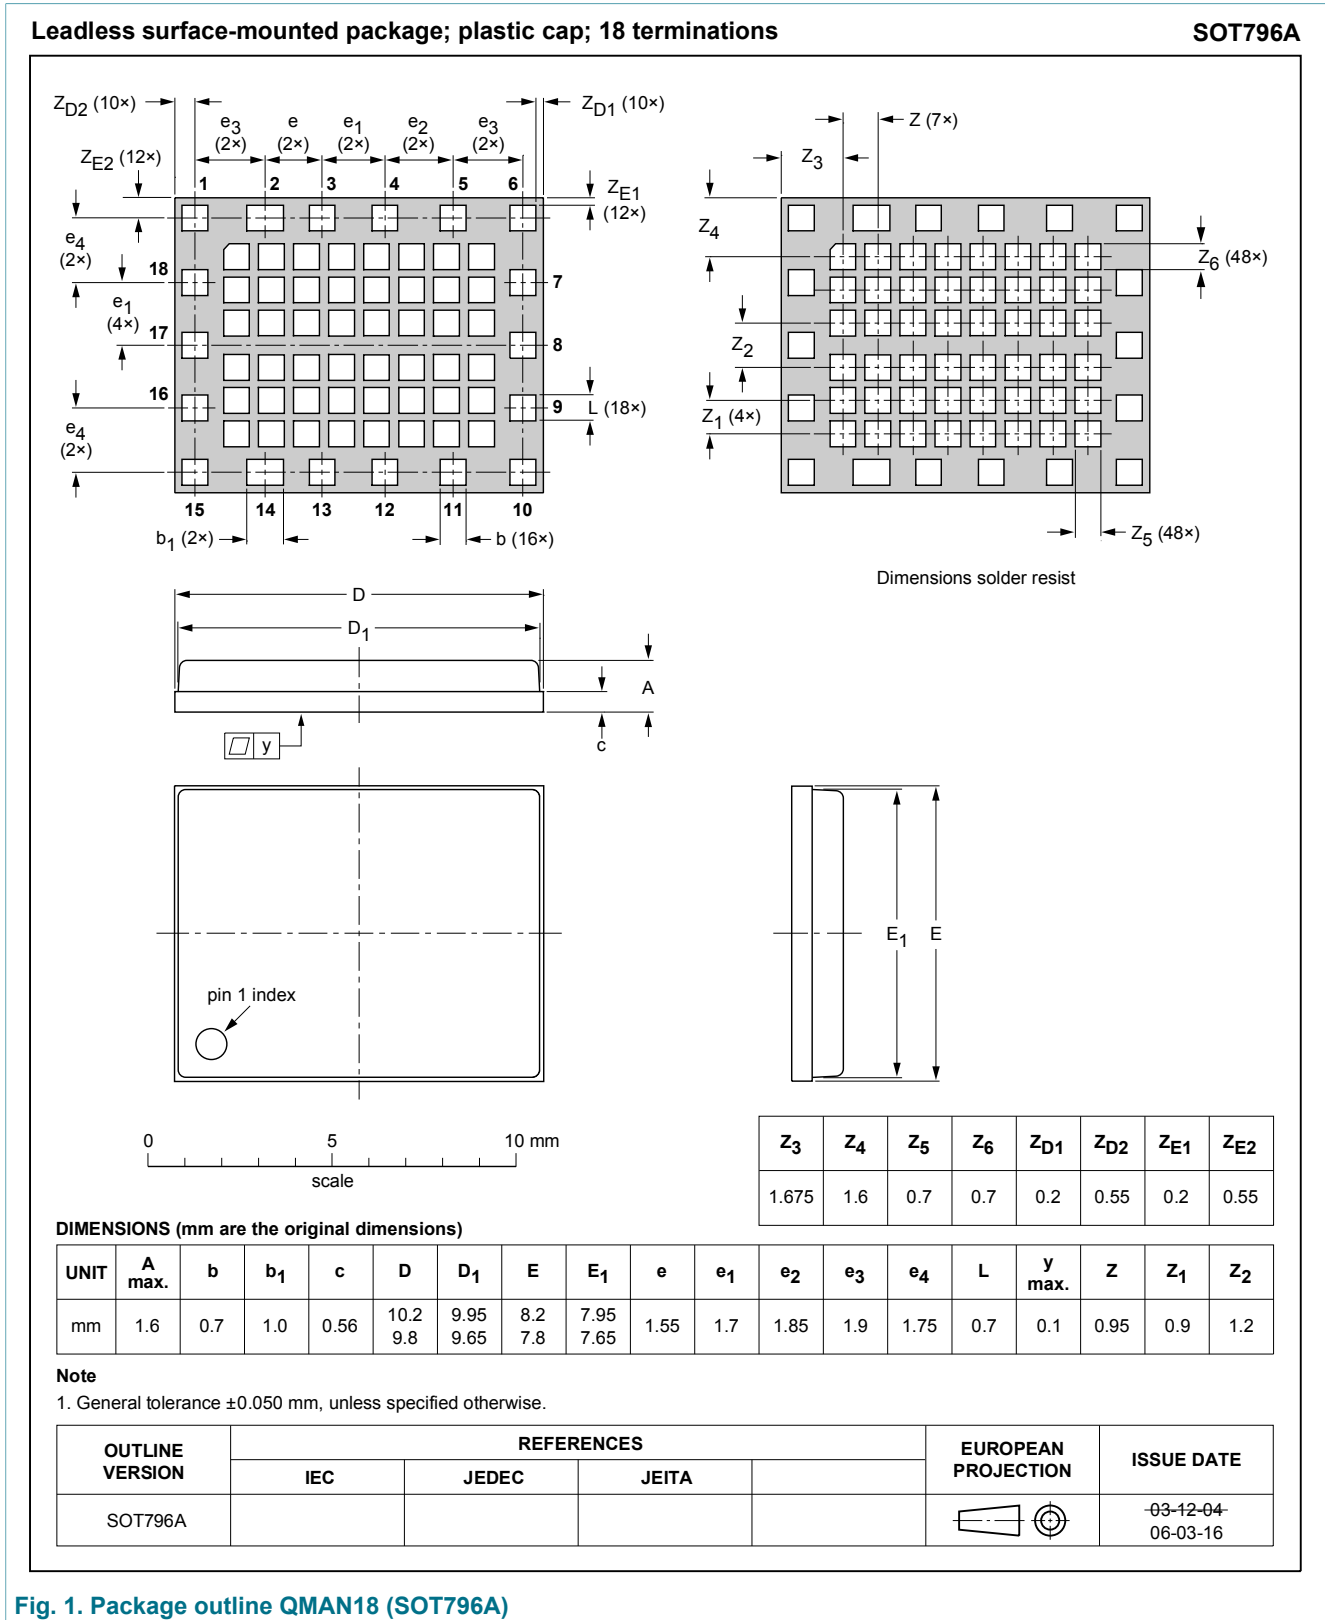 Leadless surface-mounted package; plastic cap; 18 terminations SOT796A
ZD2 (10×) e3 (2×) e (2×) e1 (2×) e2 (2×) e3 (2×) ZD1 (10×)
ZE2 (12×) ZE1 (12×)
1 2 3 4 5 6
e4 (2×)
18 7
e1 (4×)
17 8
16 9 L (18×)
e4 (2×)
15 14 13 12 11 10
b1 (2×) b (16×)
Z (7×)
Z3
Z4 Z6 (48×)
Z2
Z1 (4×)
Z5 (48×)
Dimensions solder resist
D
D1
A
c
y
E1 E
pin 1 index
0 5 10 mm
scale
Z3 Z4 Z5 Z6 ZD1 ZD2 ZE1 ZE2
1.675 1.6 0.7 0.7 0.2 0.55 0.2 0.55
DIMENSIONS (mm are the original dimensions)
UNIT A max. b b1 c D D1 E E1 e e1 e2 e3 e4 L y max. Z Z1 Z2
mm 1.6 0.7 1.0 0.56 10.2 9.8 9.95 9.65 8.2 7.8 7.95 7.65 1.55 1.7 1.85 1.9 1.75 0.7 0.1 0.95 0.9 1.2
Note
1. General tolerance ±0.050 mm, unless specified otherwise.
OUTLINE VERSION REFERENCES EUROPEAN PROJECTION ISSUE DATE
IEC JEDEC JEITA
SOT796A 03-12-04
06-03-16
Fig. 1. Package outline QMAN18 (SOT796A)